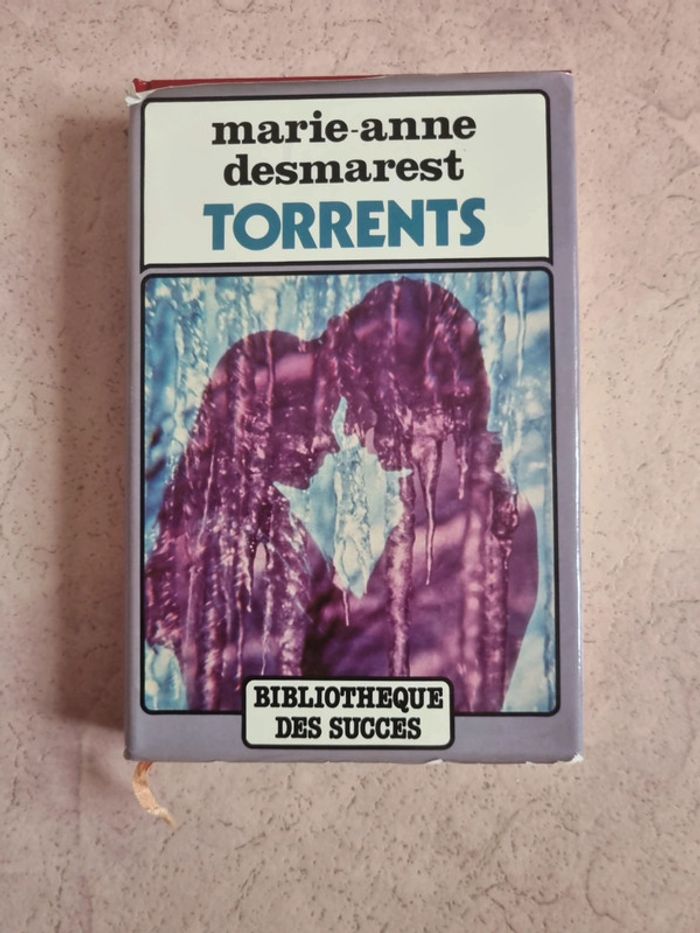 marie-anne
desmarest
TORRENTS
BIBLIOTHEQUE
DES SUCCES